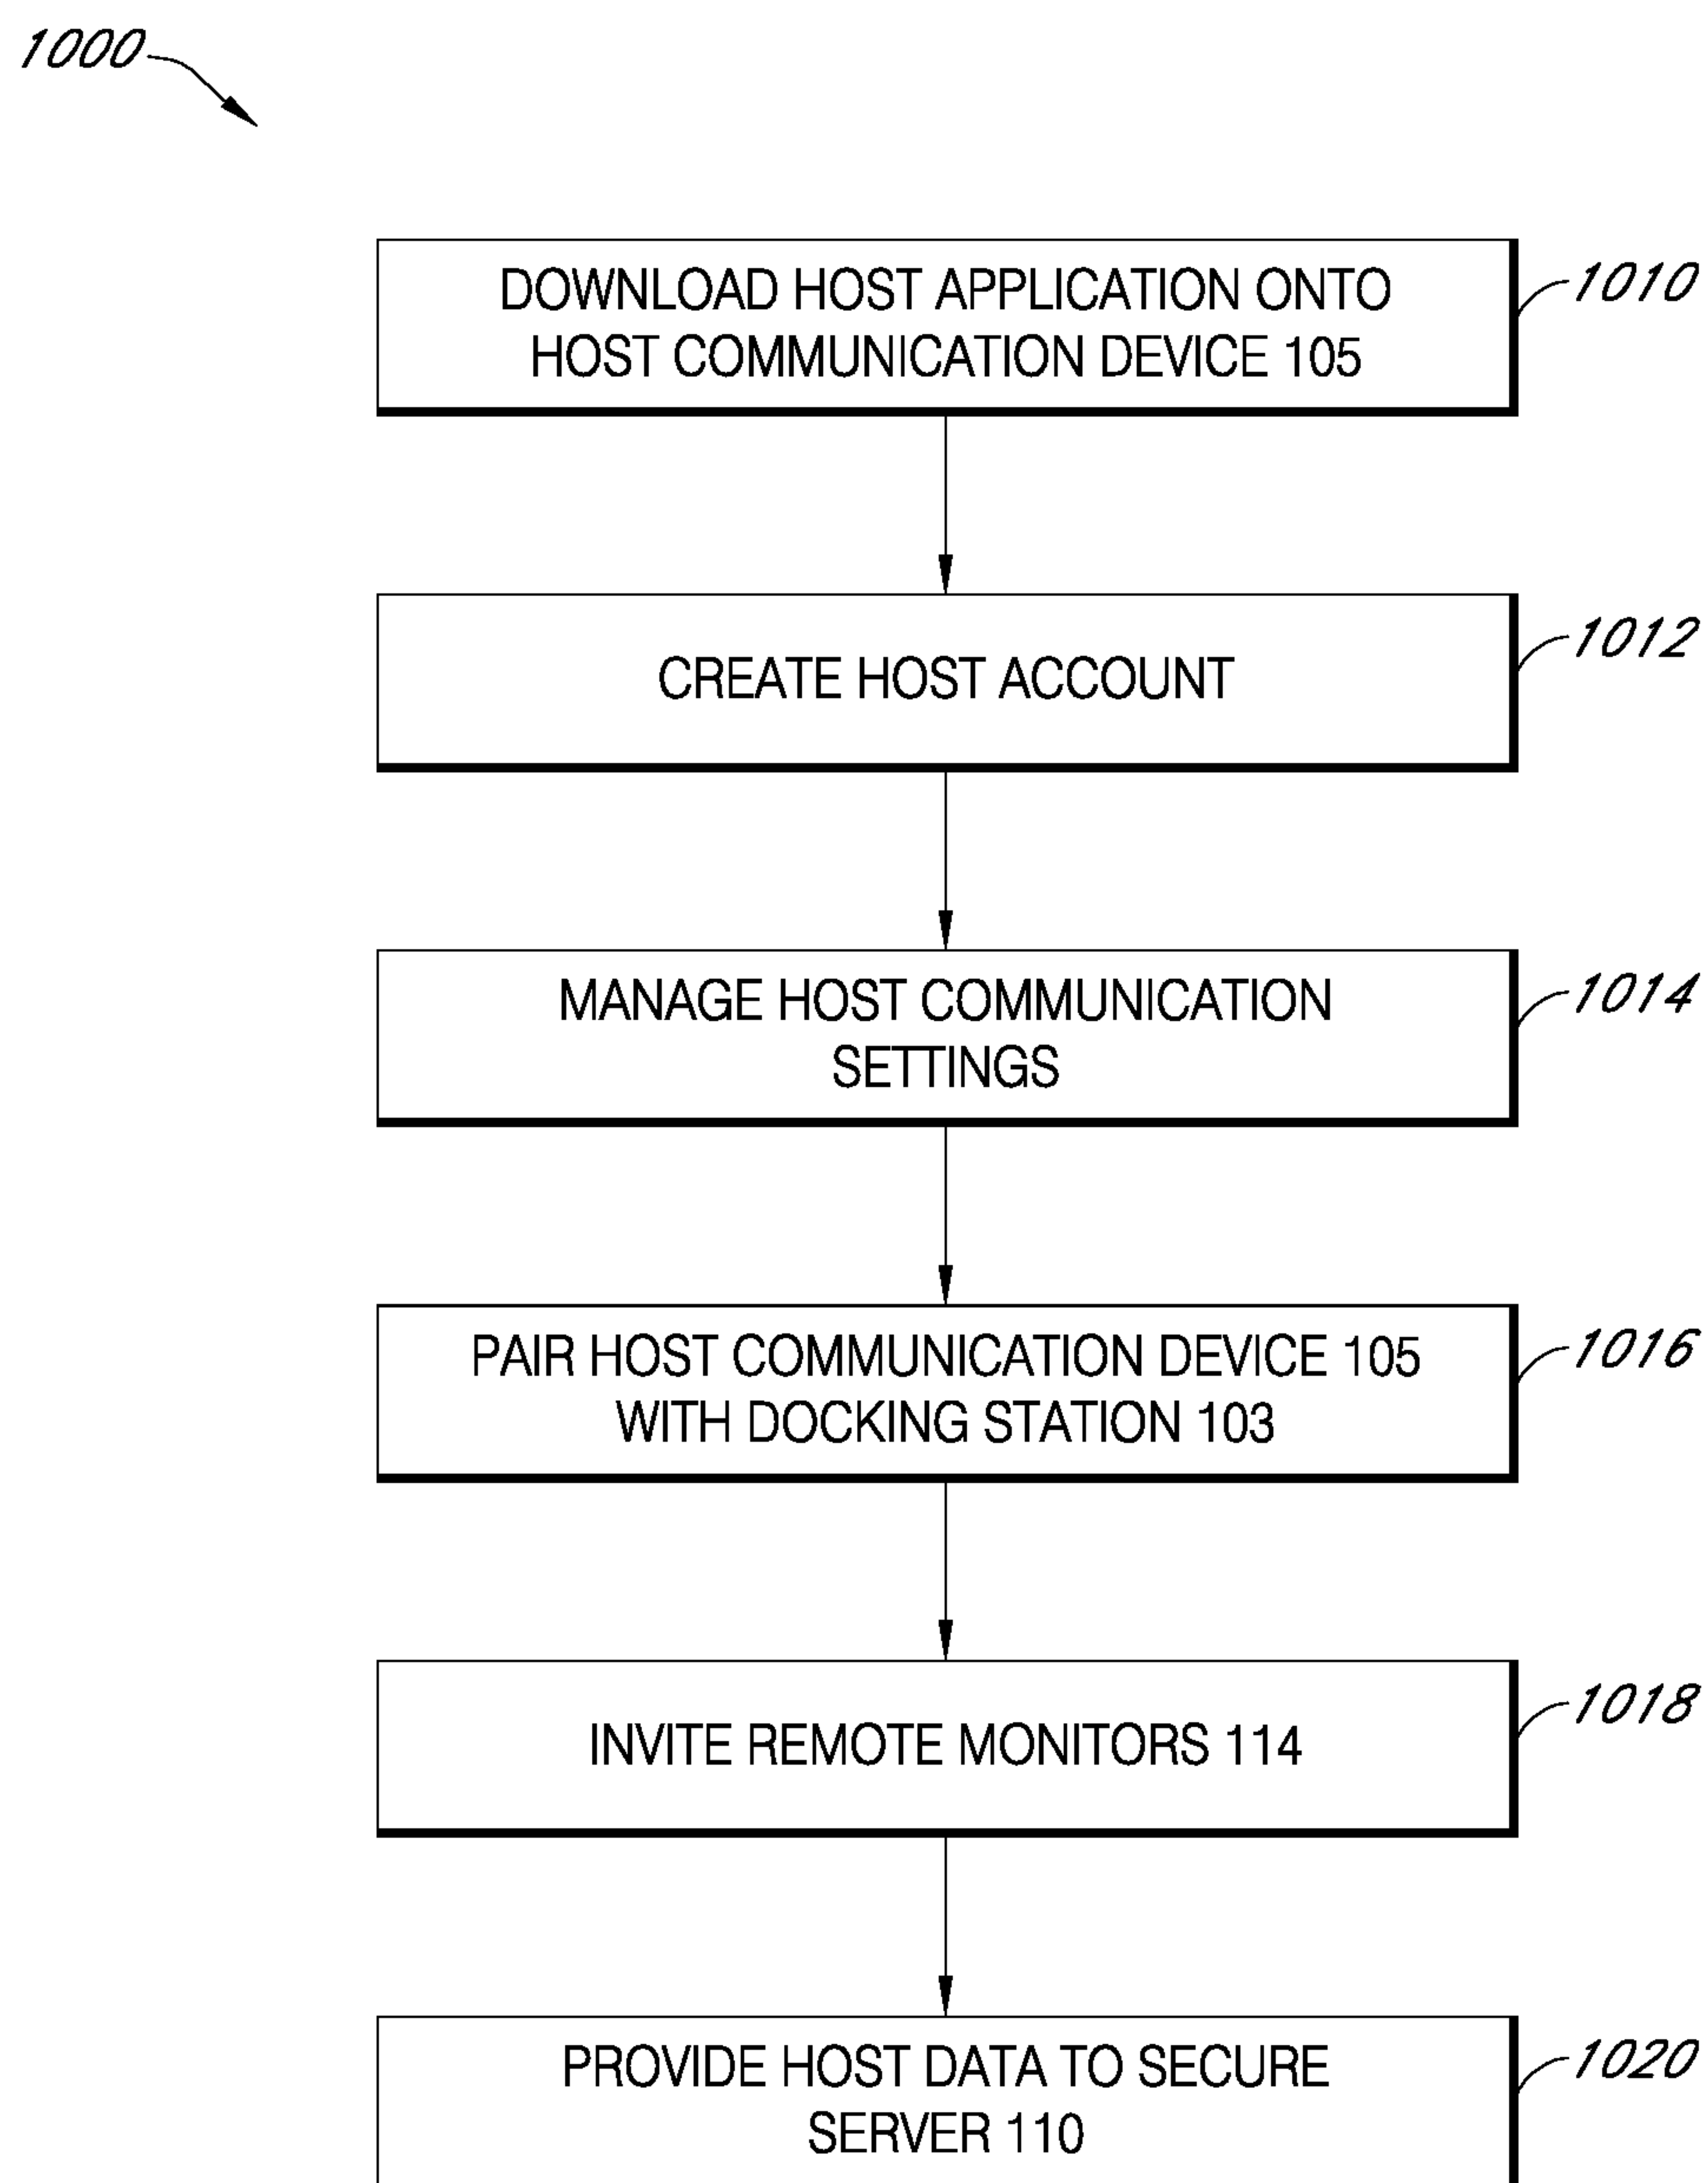 1000
DOWNLOAD HOST APPLICATION ONTO
HOST COMMUNICATION DEVICE 105
1010
CREATE HOST ACCOUNT
1012
MANAGE HOST COMMUNICATION
SETTINGS
1014
PAIR HOST COMMUNICATION DEVICE 105
WITH DOCKING STATION 103
1016
INVITE REMOTE MONITORS 114
1018
PROVIDE HOST DATA TO SECURE
SERVER 110
1020